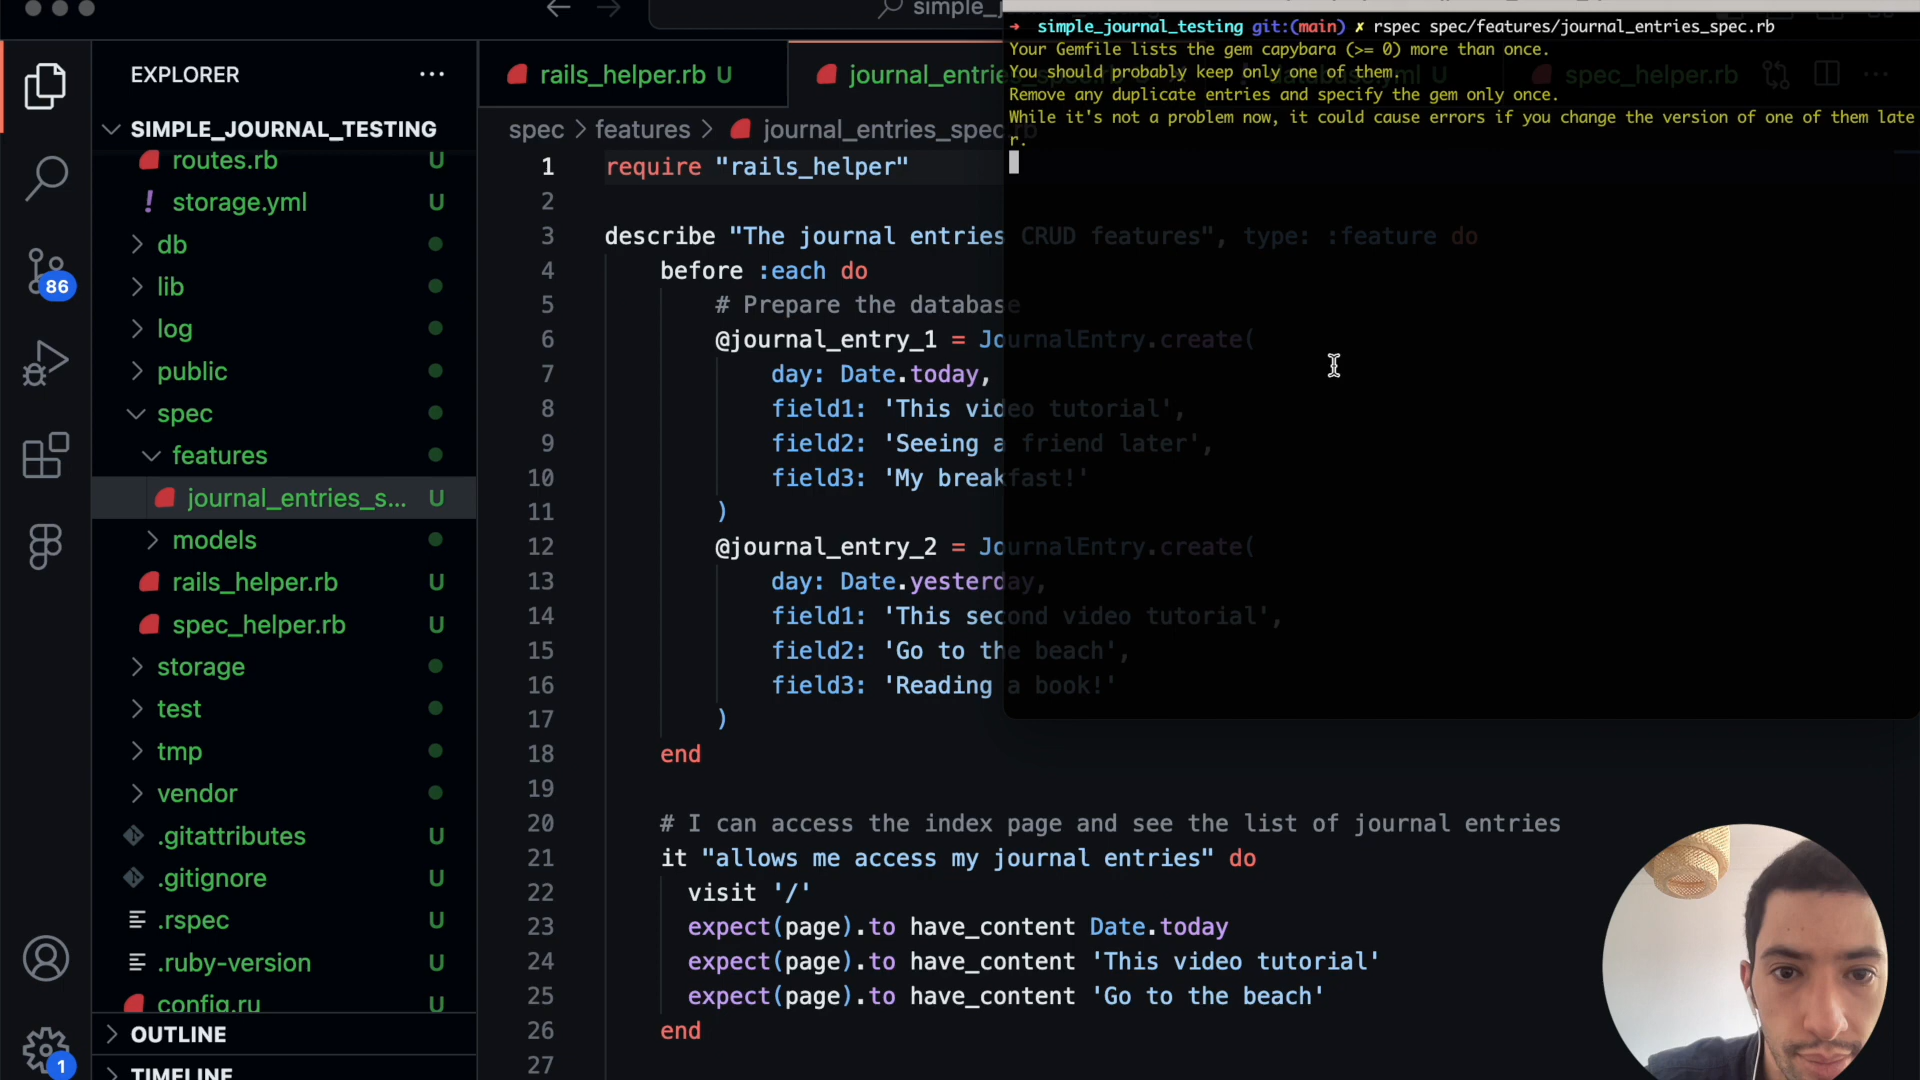 simple_
EXPLORER
SIMPLE_JOURNAL_TESTING
routes.rb U
storage.yml U
db
lib
log
public
spec
features
journal_entries_s... U
models
rails_helper.rb U
spec_helper.rb U
storage
test
tmp
vendor
.gitattributes U
.gitignore U
.rspec U
.ruby-version U
config.ru U
OUTLINE
TIMELINE
86
1
rails_helper.rb U
journal_entries_spec.rb U
database.yml U
spec_helper.rb
spec > features > journal_entries_spec.rb
1 require "rails_helper"
2
3 describe "The journal entries CRUD features", type: :feature do
4 before :each do
5 # Prepare the database
6 @journal_entry_1 = JournalEntry.create(
7 day: Date.today,
8 field1: 'This video tutorial',
9 field2: 'Seeing a friend later',
10 field3: 'My breakfast!'
11 )
12 @journal_entry_2 = JournalEntry.create(
13 day: Date.yesterday,
14 field1: 'This second video tutorial',
15 field2: 'Go to the beach',
16 field3: 'Reading a book!'
17 )
18 end
19
20 # I can access the index page and see the list of journal entries
21 it "allows me access my journal entries" do
22 visit '/'
23 expect(page).to have_content Date.today
24 expect(page).to have_content 'This video tutorial'
25 expect(page).to have_content 'Go to the beach'
26 end
27
➜ simple_journal_testing git:(main) ✗ rspec spec/features/journal_entries_spec.rb
Your Gemfile lists the gem capybara (>= 0) more than once.
You should probably keep only one of them.
Remove any duplicate entries and specify the gem only once.
While it's not a problem now, it could cause errors if you change the version of one of them late
r.